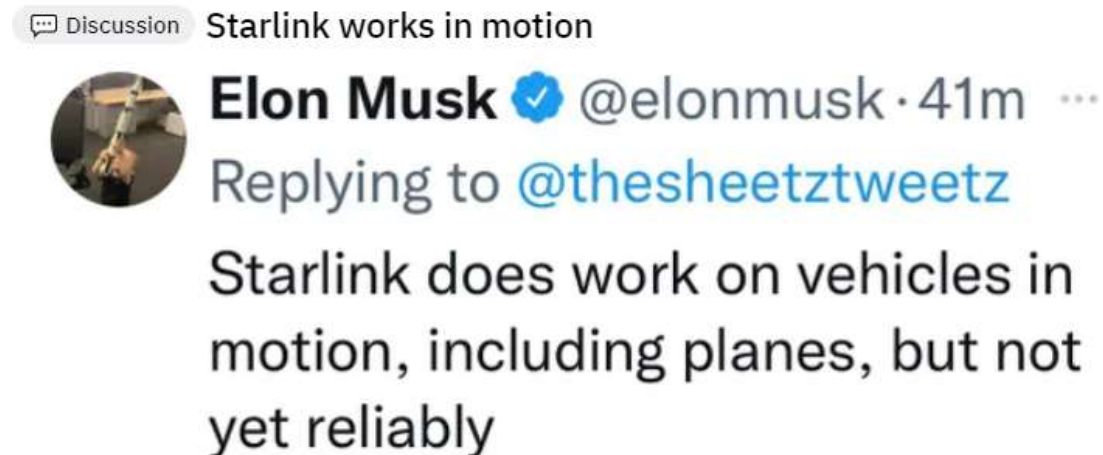 Discussion Starlink works in motion
Elon Musk @elonmusk · 41m ...
Replying to @thesheetztweetz
Starlink does work on vehicles in
motion, including planes, but not
yet reliably